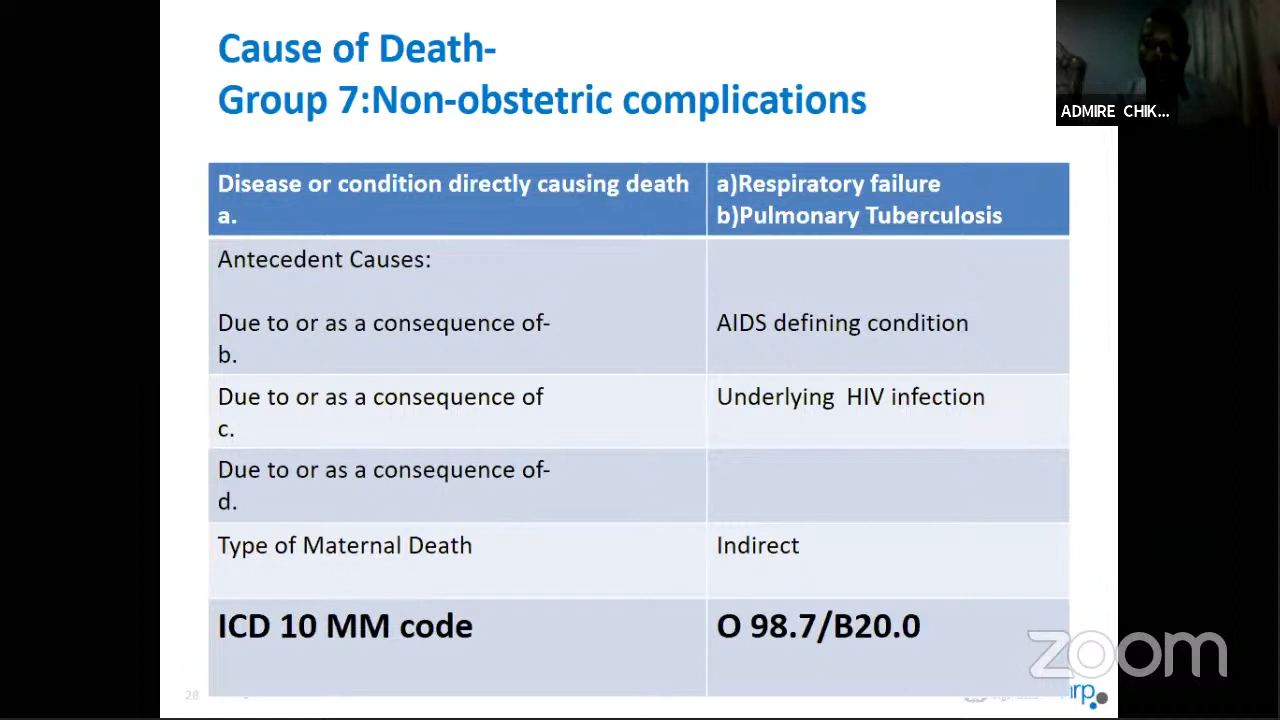 Cause of Death-
Group 7:Non-obstetric complications
ADMIRE CHIK...
Disease or condition directly causing death
a.
a)Respiratory failure
b)Pulmonary Tuberculosis
Antecedent Causes:
Due to or as a consequence of-
b.
AIDS defining condition
Due to or as a consequence of
c.
Underlying HIV infection
Due to or as a consequence of-
d.
Type of Maternal Death
Indirect
ICD 10 MM code
O 98.7/B20.0
28
zoom
hrp